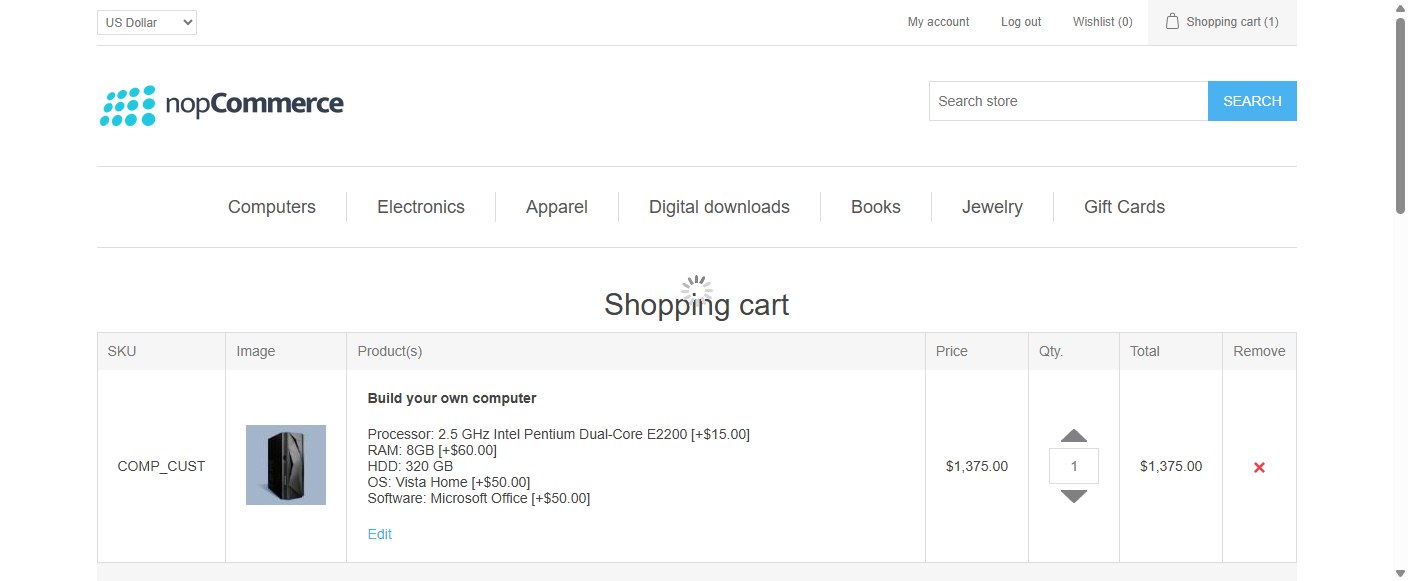 US Dollar
My account
Log out
Wishlist (0)
Shopping cart (1)
nopCommerce
Search store
SEARCH
Computers
Electronics
Apparel
Digital downloads
Books
Jewelry
Gift Cards
Shopping cart
SKU
Image
Product(s)
Price
Qty.
Total
Remove
COMP_CUST
Build your own computer
Processor: 2.5 GHz Intel Pentium Dual-Core E2200 [+$15.00]
RAM: 8GB [+$60.00]
HDD: 320 GB
OS: Vista Home [+$50.00]
Software: Microsoft Office [+$50.00]
Edit
$1,375.00
1
$1,375.00